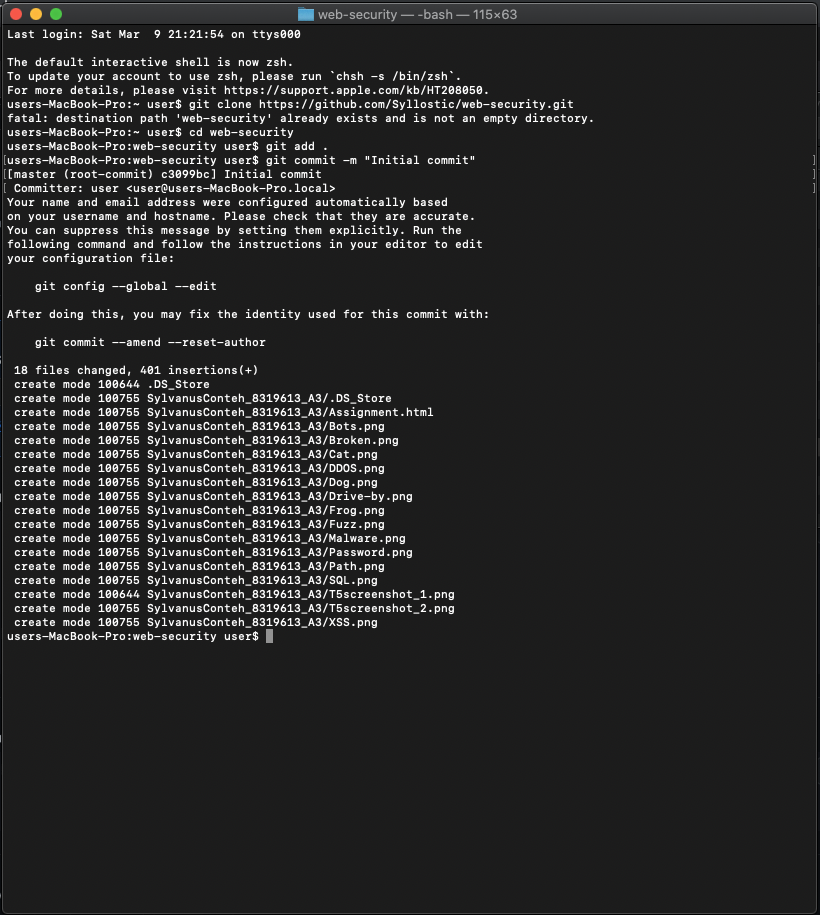 web-security — -bash — 115×63
Last login: Sat Mar  9 21:21:54 on ttys000

The default interactive shell is now zsh.
To update your account to use zsh, please run `chsh -s /bin/zsh`.
For more details, please visit https://support.apple.com/kb/HT208050.
users-MacBook-Pro:~ user$ git clone https://github.com/Syllostic/web-security.git
fatal: destination path 'web-security' already exists and is not an empty directory.
users-MacBook-Pro:~ user$ cd web-security
users-MacBook-Pro:web-security user$ git add .
[users-MacBook-Pro:web-security user$ git commit -m "Initial commit" ]
[[master (root-commit) c3099bc] Initial commit ]
[ Committer: user <user@users-MacBook-Pro.local> ]
Your name and email address were configured automatically based
on your username and hostname. Please check that they are accurate.
You can suppress this message by setting them explicitly. Run the
following command and follow the instructions in your editor to edit
your configuration file:

    git config --global --edit

After doing this, you may fix the identity used for this commit with:

    git commit --amend --reset-author

 18 files changed, 401 insertions(+)
 create mode 100644 .DS_Store
 create mode 100755 SylvanusConteh_8319613_A3/.DS_Store
 create mode 100755 SylvanusConteh_8319613_A3/Assignment.html
 create mode 100755 SylvanusConteh_8319613_A3/Bots.png
 create mode 100755 SylvanusConteh_8319613_A3/Broken.png
 create mode 100755 SylvanusConteh_8319613_A3/Cat.png
 create mode 100755 SylvanusConteh_8319613_A3/DDOS.png
 create mode 100755 SylvanusConteh_8319613_A3/Dog.png
 create mode 100755 SylvanusConteh_8319613_A3/Drive-by.png
 create mode 100755 SylvanusConteh_8319613_A3/Frog.png
 create mode 100755 SylvanusConteh_8319613_A3/Fuzz.png
 create mode 100755 SylvanusConteh_8319613_A3/Malware.png
 create mode 100755 SylvanusConteh_8319613_A3/Password.png
 create mode 100755 SylvanusConteh_8319613_A3/Path.png
 create mode 100755 SylvanusConteh_8319613_A3/SQL.png
 create mode 100644 SylvanusConteh_8319613_A3/T5screenshot_1.png
 create mode 100755 SylvanusConteh_8319613_A3/T5screenshot_2.png
 create mode 100755 SylvanusConteh_8319613_A3/XSS.png
users-MacBook-Pro:web-security user$